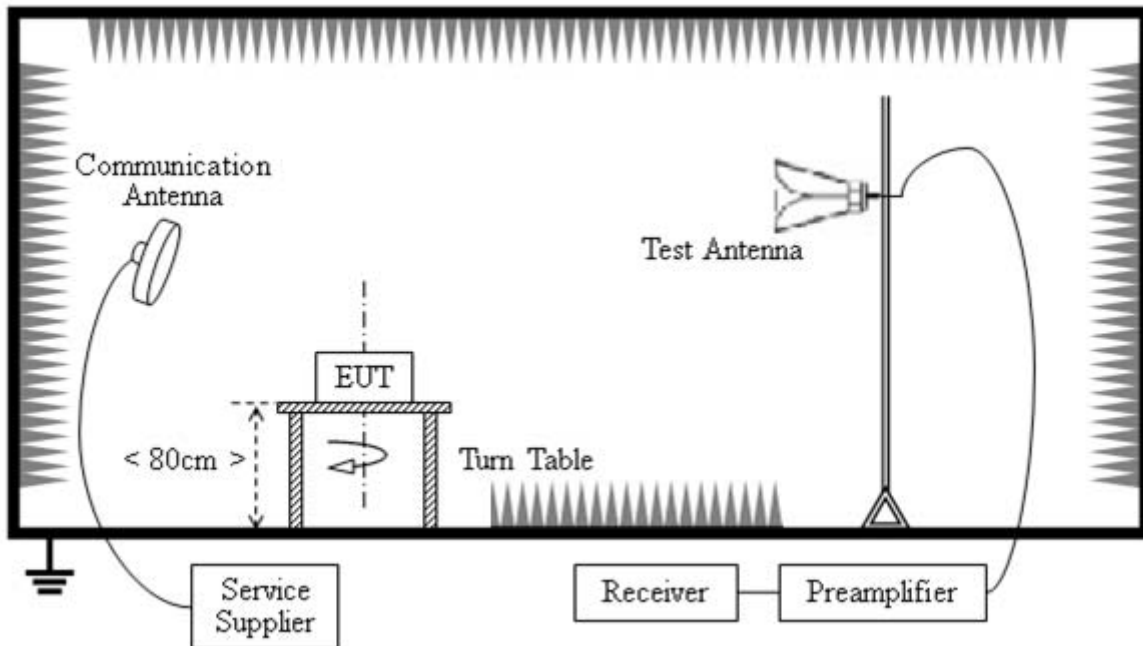 Communication
Antenna
Test Antenna
EUT
< 80cm >
Turn Table
Service
Supplier
Receiver
Preamplifier